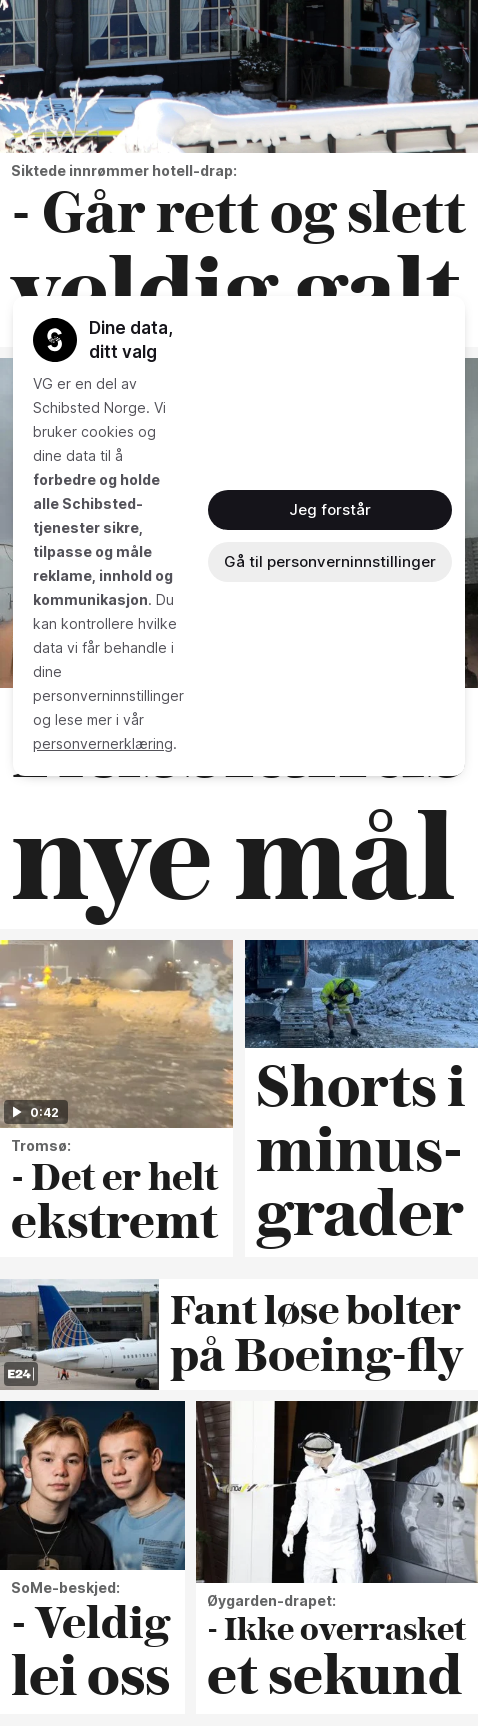 Siktede innrømmer hotell-drap:
- Går rett og slett
veldig galt
Dine data,
ditt valg
VG er en del av
Schibsted Norge. Vi
bruker cookies og
dine data til å
forbedre og holde
alle Schibsted-
tjenester sikre,
tilpasse og måle
reklame, innhold og
kommunikasjon. Du
kan kontrollere hvilke
data vi får behandle i
dine
personverninnstillinger
og lese mer i vår
personvernerklæring.
Jeg forstår
Gå til personverninnstillinger
nye mål
0:42
Tromsø:
- Det er helt
ekstremt
Shorts i
minus-
grader
E24
Fant løse bolter
på Boeing-fly
SoMe-beskjed:
- Veldig
lei oss
Øygarden-drapet:
- Ikke overrasket
et sekund